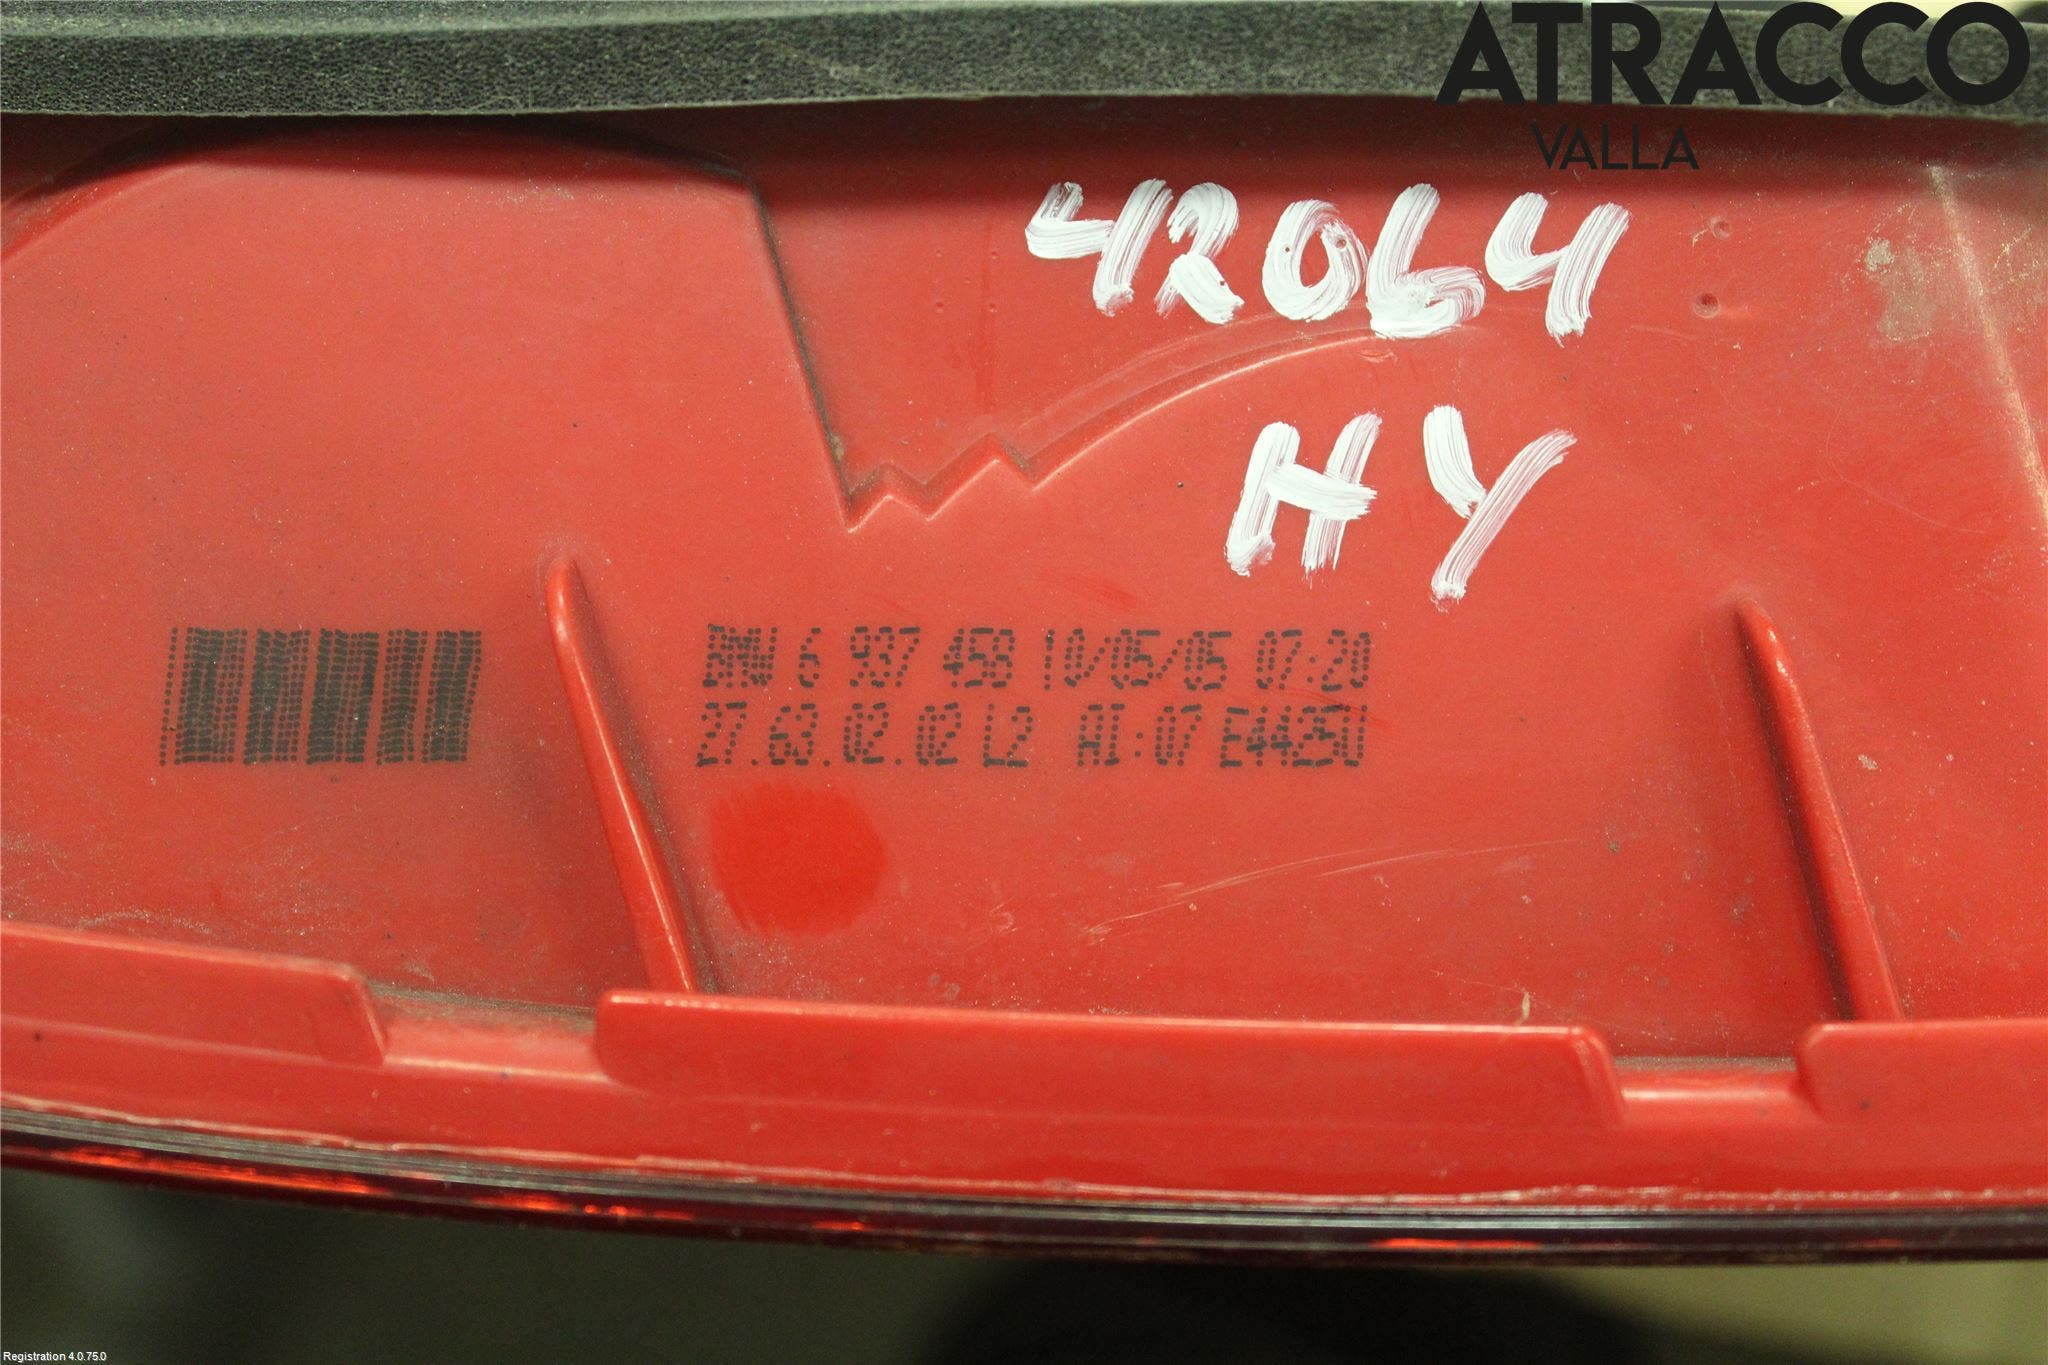 ATRACCO
VALLA
42064
HY
BMW 6 937 458 10/05/05 07:20
27.63.02.02 L2 AI:07
Registration 4.0.75.0